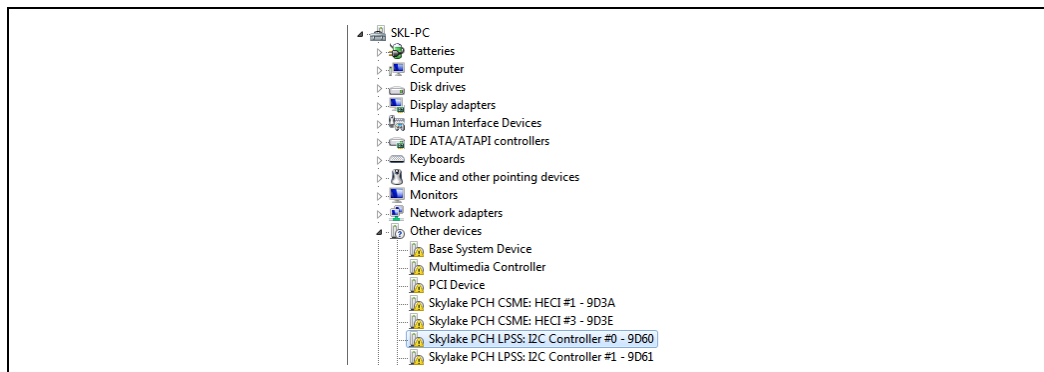 SKL-PC
Batteries
Computer
Disk drives
Display adapters
Human Interface Devices
IDE ATA/ATAPI controllers
Keyboards
Mice and other pointing devices
Monitors
Network adapters
Other devices
Base System Device
Multimedia Controller
PCI Device
Skylake PCH CSME: HECI #1 - 9D3A
Skylake PCH CSME: HECI #3 - 9D3E
Skylake PCH LPSS: I2C Controller #0 - 9D60
Skylake PCH LPSS: I2C Controller #1 - 9D61